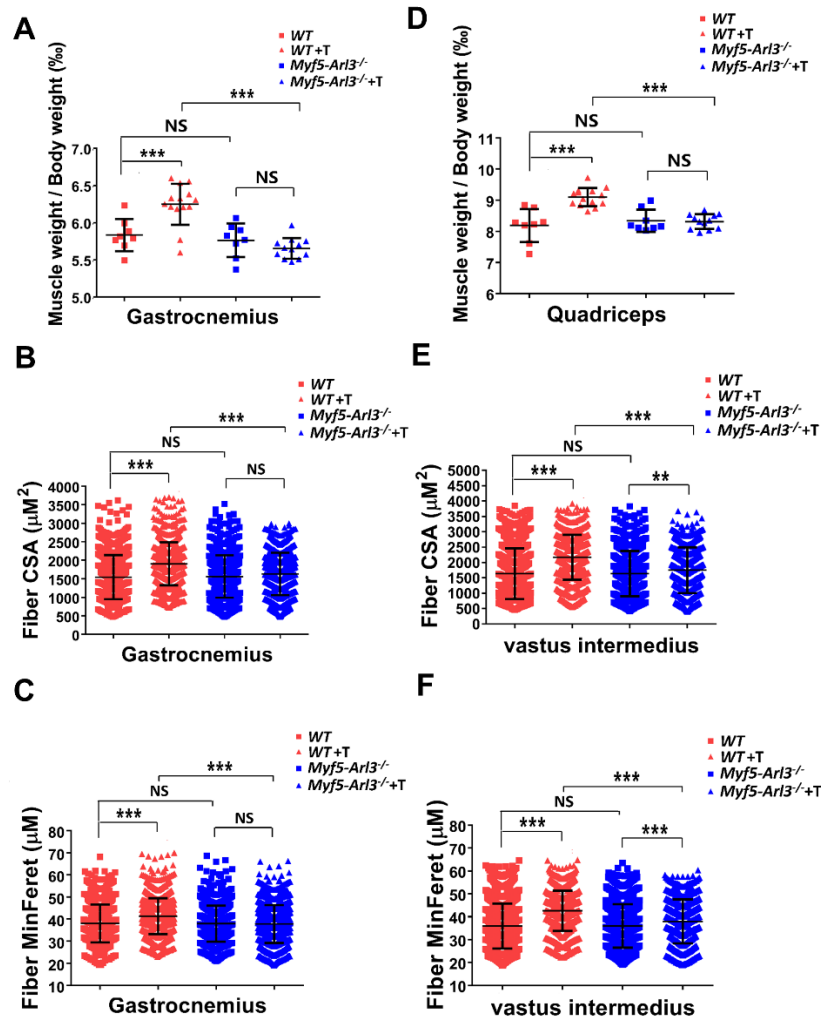 A
WT
WT+T
Myf5-Arl3-/-
Myf5-Arl3-/-+T
***
NS
***
NS
Muscle weight / Body weight (‰)
7.0
6.5
6.0
5.5
5.0
Gastrocnemius
D
WT
WT+T
Myf5-Arl3-/-
Myf5-Arl3-/-+T
***
NS
***
NS
Muscle weight / Body weight (‰)
11
10
9
8
7
6
Quadriceps
B
WT
WT+T
Myf5-Arl3-/-
Myf5-Arl3-/-+T
***
NS
***
NS
Fiber CSA (μM2)
4000
3500
3000
2500
2000
1500
1000
500
0
Gastrocnemius
E
WT
WT+T
Myf5-Arl3-/-
Myf5-Arl3-/-+T
***
NS
***
**
Fiber CSA (μM2)
5000
4500
4000
3500
3000
2500
2000
1500
1000
500
0
vastus intermedius
C
WT
WT+T
Myf5-Arl3-/-
Myf5-Arl3-/-+T
***
NS
***
NS
Fiber MinFeret (μM)
80
70
60
50
40
30
20
10
Gastrocnemius
F
WT
WT+T
Myf5-Arl3-/-
Myf5-Arl3-/-+T
***
NS
***
***
Fiber MinFeret (μM)
80
70
60
50
40
30
20
10
vastus intermedius